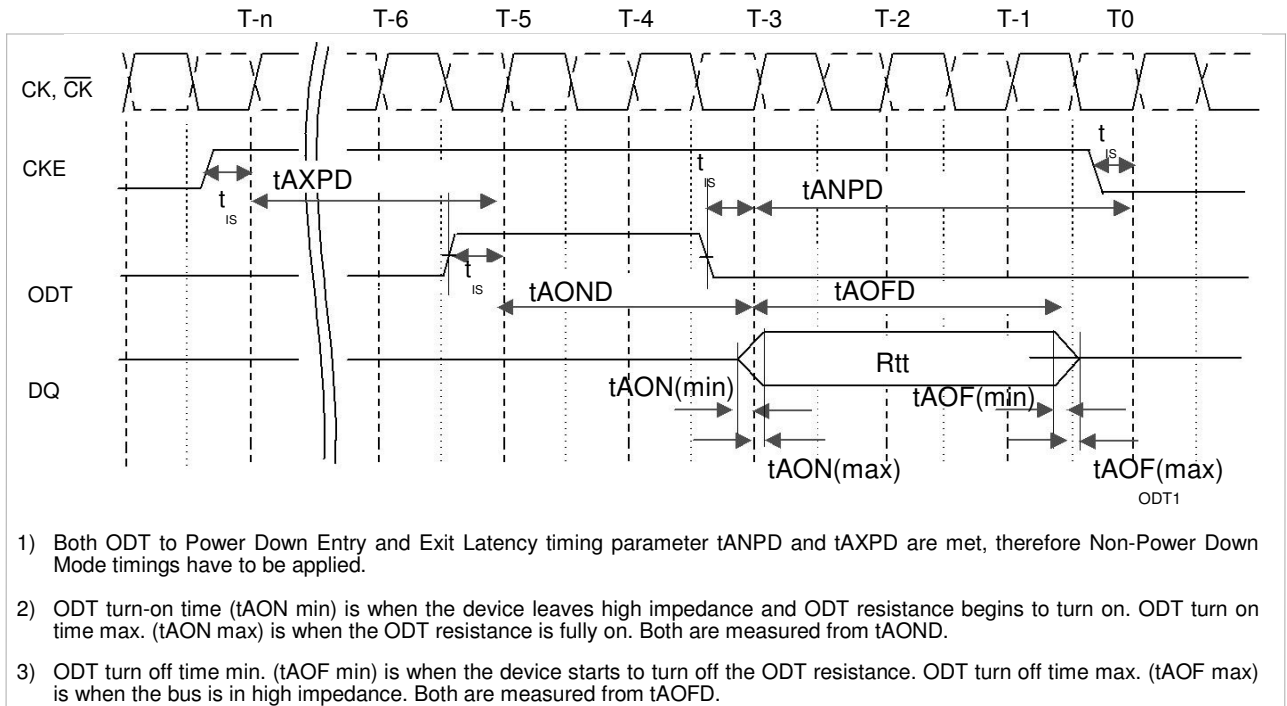 T-n T-6 T-5 T-4 T-3 T-2 T-1 T0
CK, CK
CKE
tIS
tAXPD
tIS
tANPD
tIS
ODT
tIS
tAOND
tAOFD
DQ
Rtt
tAON(min)
tAOF(min)
tAON(max)
tAOF(max)
ODT1
1) Both ODT to Power Down Entry and Exit Latency timing parameter tANPD and tAXPD are met, therefore Non-Power Down
Mode timings have to be applied.
2) ODT turn-on time (tAON min) is when the device leaves high impedance and ODT resistance begins to turn on. ODT turn on
time max. (tAON max) is when the ODT resistance is fully on. Both are measured from tAOND.
3) ODT turn off time min. (tAOF min) is when the device starts to turn off the ODT resistance. ODT turn off time max. (tAOF max)
is when the bus is in high impedance. Both are measured from tAOFD.